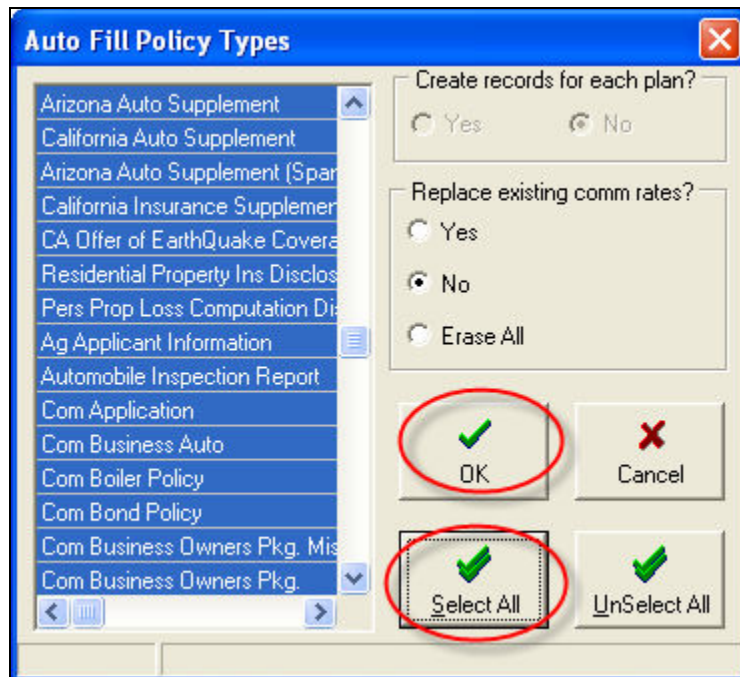 Auto Fill Policy Types
Arizona Auto Supplement
California Auto Supplement
Arizona Auto Supplement (Spar
California Insurance Supplemer
CA Offer of EarthQuake Covera
Residential Property Ins Disclos
Pers Prop Loss Computation Di
Ag Applicant Information
Automobile Inspection Report
Com Application
Com Business Auto
Com Boiler Policy
Com Bond Policy
Com Business Owners Pkg. Mis
Com Business Owners Pkg.
Create records for each plan?
Yes No
Replace existing comm rates?
Yes
No
Erase All
OK
Cancel
Select All
UnSelect All